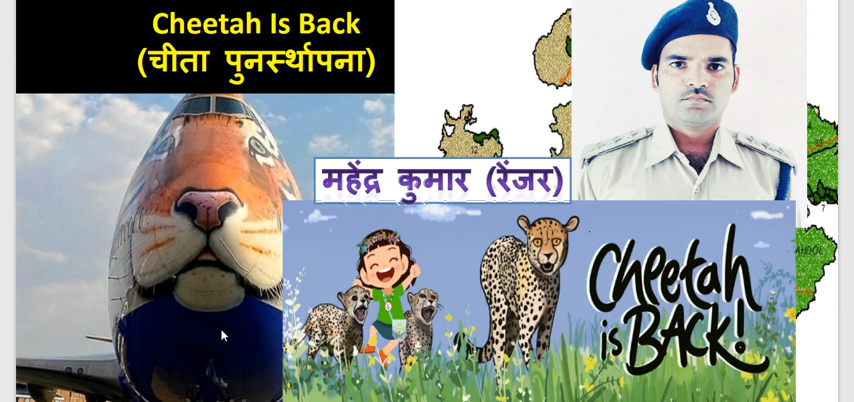 Cheetah Is Back
(चीता पुनर्स्थापना)
महेंद्र कुमार (रेंजर)
Cheetah
is BACK!